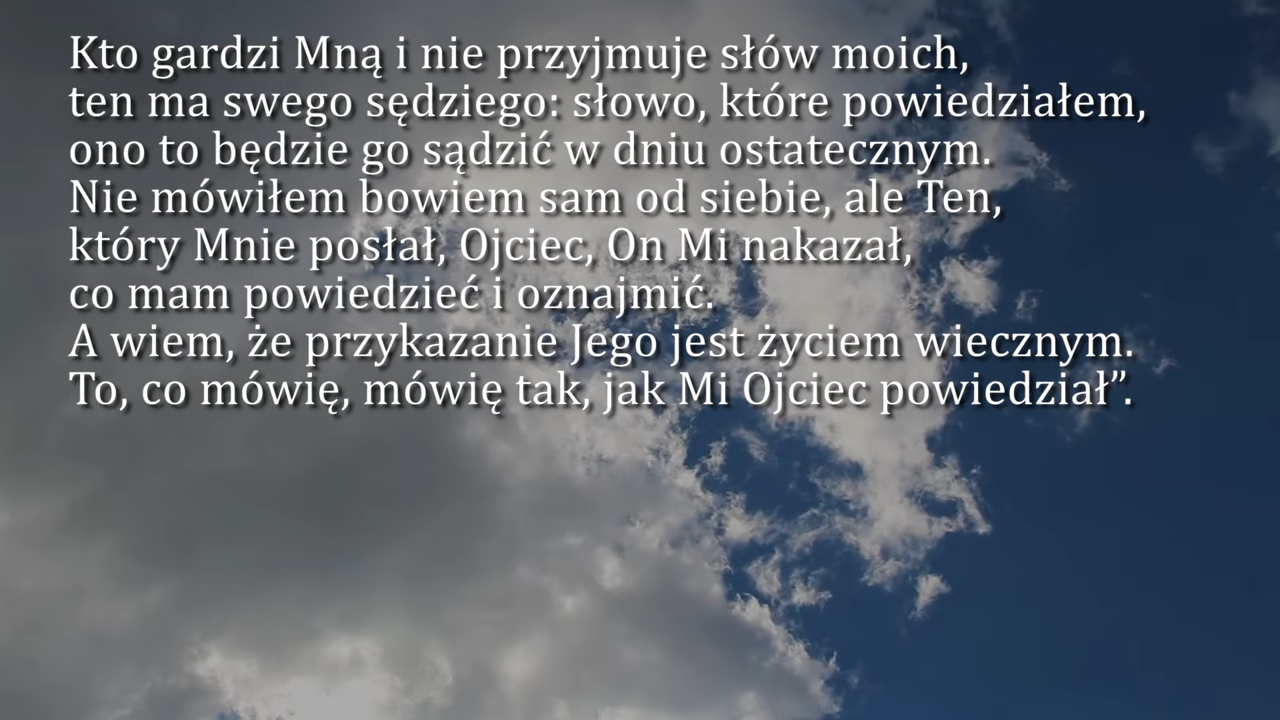 Kto gardzi Mną i nie przyjmuje słów moich,
ten ma swego sędziego: słowo, które powiedziałem,
ono to będzie go sądzić w dniu ostatecznym.
Nie mówiłem bowiem sam od siebie, ale Ten,
który Mnie posłał, Ojciec, On Mi nakazał,
co mam powiedzieć i oznajmić.
A wiem, że przykazanie Jego jest życiem wiecznym.
To, co mówię, mówię tak, jak Mi Ojciec powiedział”.